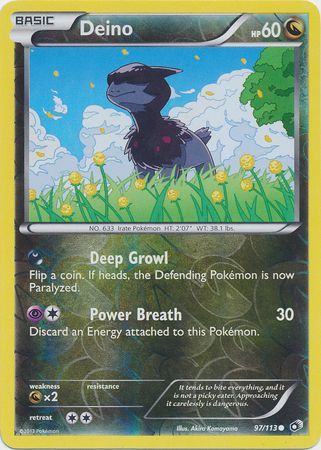 BASIC
Deino
HP60
NO. 633 Irate Pokémon HT: 2'07" WT: 38.1 lbs.
Deep Growl
Flip a coin. If heads, the Defending Pokémon is now
Paralyzed.
Power Breath 30
Discard an Energy attached to this Pokémon.
weakness resistance
×2
retreat
It tends to bite everything, and it
is not a picky eater. Approaching
it carelessly is dangerous.
©2013 Pokémon Illus. Akira Komayama 97/113